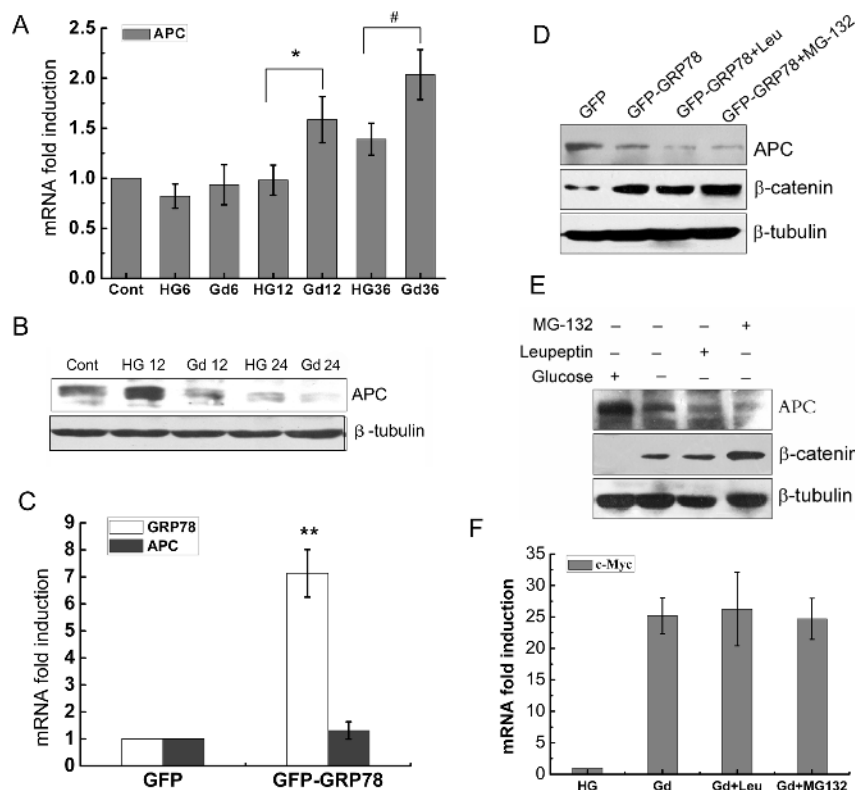 A
APC
mRNA fold induction
2.5
2.0
1.5
1.0
0.5
0.0
*
#
Cont HG6 Gd6 HG12 Gd12 HG36 Gd36
B
Cont HG 12 Gd 12 HG 24 Gd 24
APC
β-tubulin
C
GRP78
APC
mRNA fold induction
9
8
7
6
5
4
3
2
1
0
**
GFP GFP-GRP78
D
GFP
GFP-GRP78
GFP-GRP78+Leu
GFP-GRP78+MG-132
APC
β-catenin
β-tubulin
E
MG-132 – – – +
Leupeptin – – + –
Glucose + – – –
APC
β-catenin
β-tubulin
F
c-Myc
mRNA fold induction
35
30
25
20
15
10
5
0
HG Gd Gd+Leu Gd+MG132